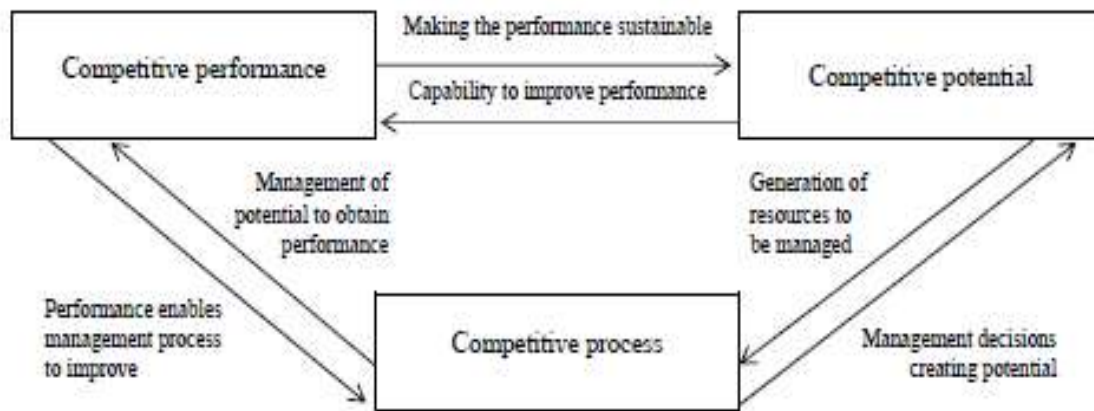 Making the performance sustainable
Competitive performance
Competitive potential
Capability to improve performance
Management of
potential to obtain
performance
Generation of
resources to
be managed
Performance enables
management process
to improve
Competitive process
Management decisions
creating potential